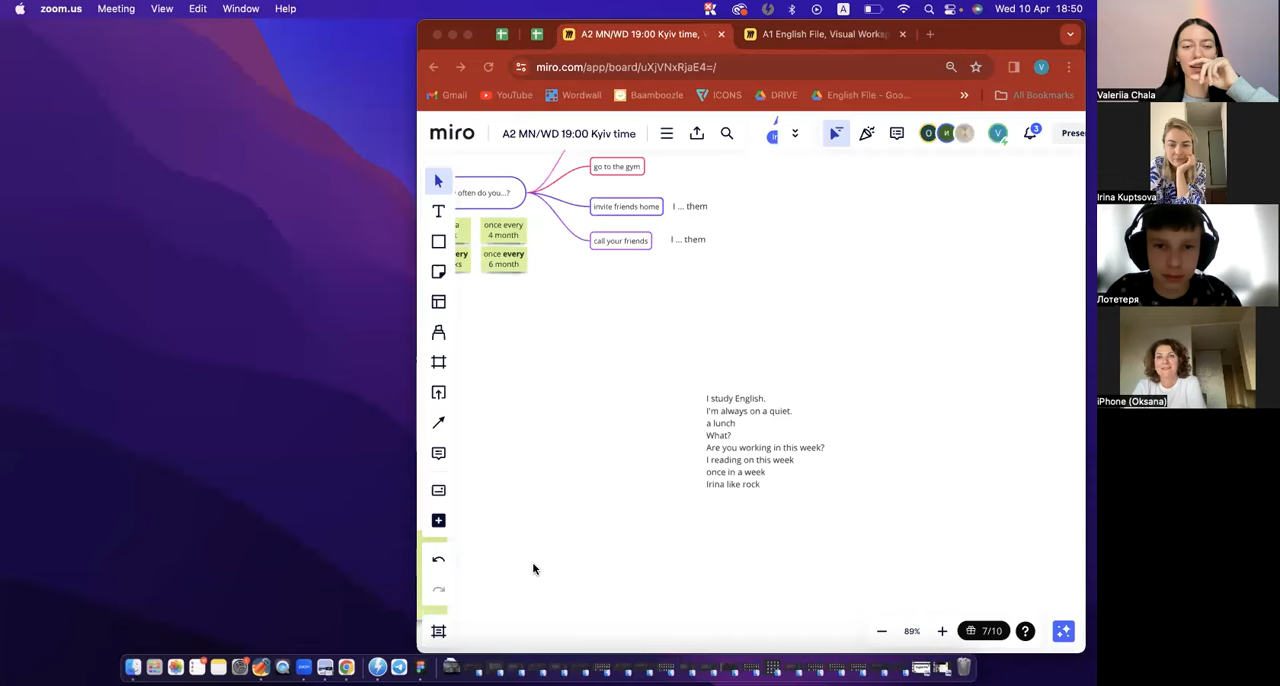 zoom.us Meeting View Edit Window Help
A Wed 10 Apr 18:50
A2 MN/WD 19:00 Kyiv time,
A1 English File, Visual
miro.com/app/board/uXjVNxRjaE4=/
V
Gmail YouTube Wordwall Baamboozle ICONS DRIVE English File - Goo... All Bookmarks
miro A2 MN/WD 19:00 Kyiv time
O И V 3 Prese
go to the gym
often do you...?
invite friends home I ... them
call your friends I ... them
once every
4 month
once every
6 month
I study English.
I'm always on a quiet.
a lunch
What?
Are you working in this week?
I reading on this week
once in a week
Irina like rock
89%
7/10
?
Valeriia Chala
Irina Kuptsova
Лотетеря
iPhone (Oksana)